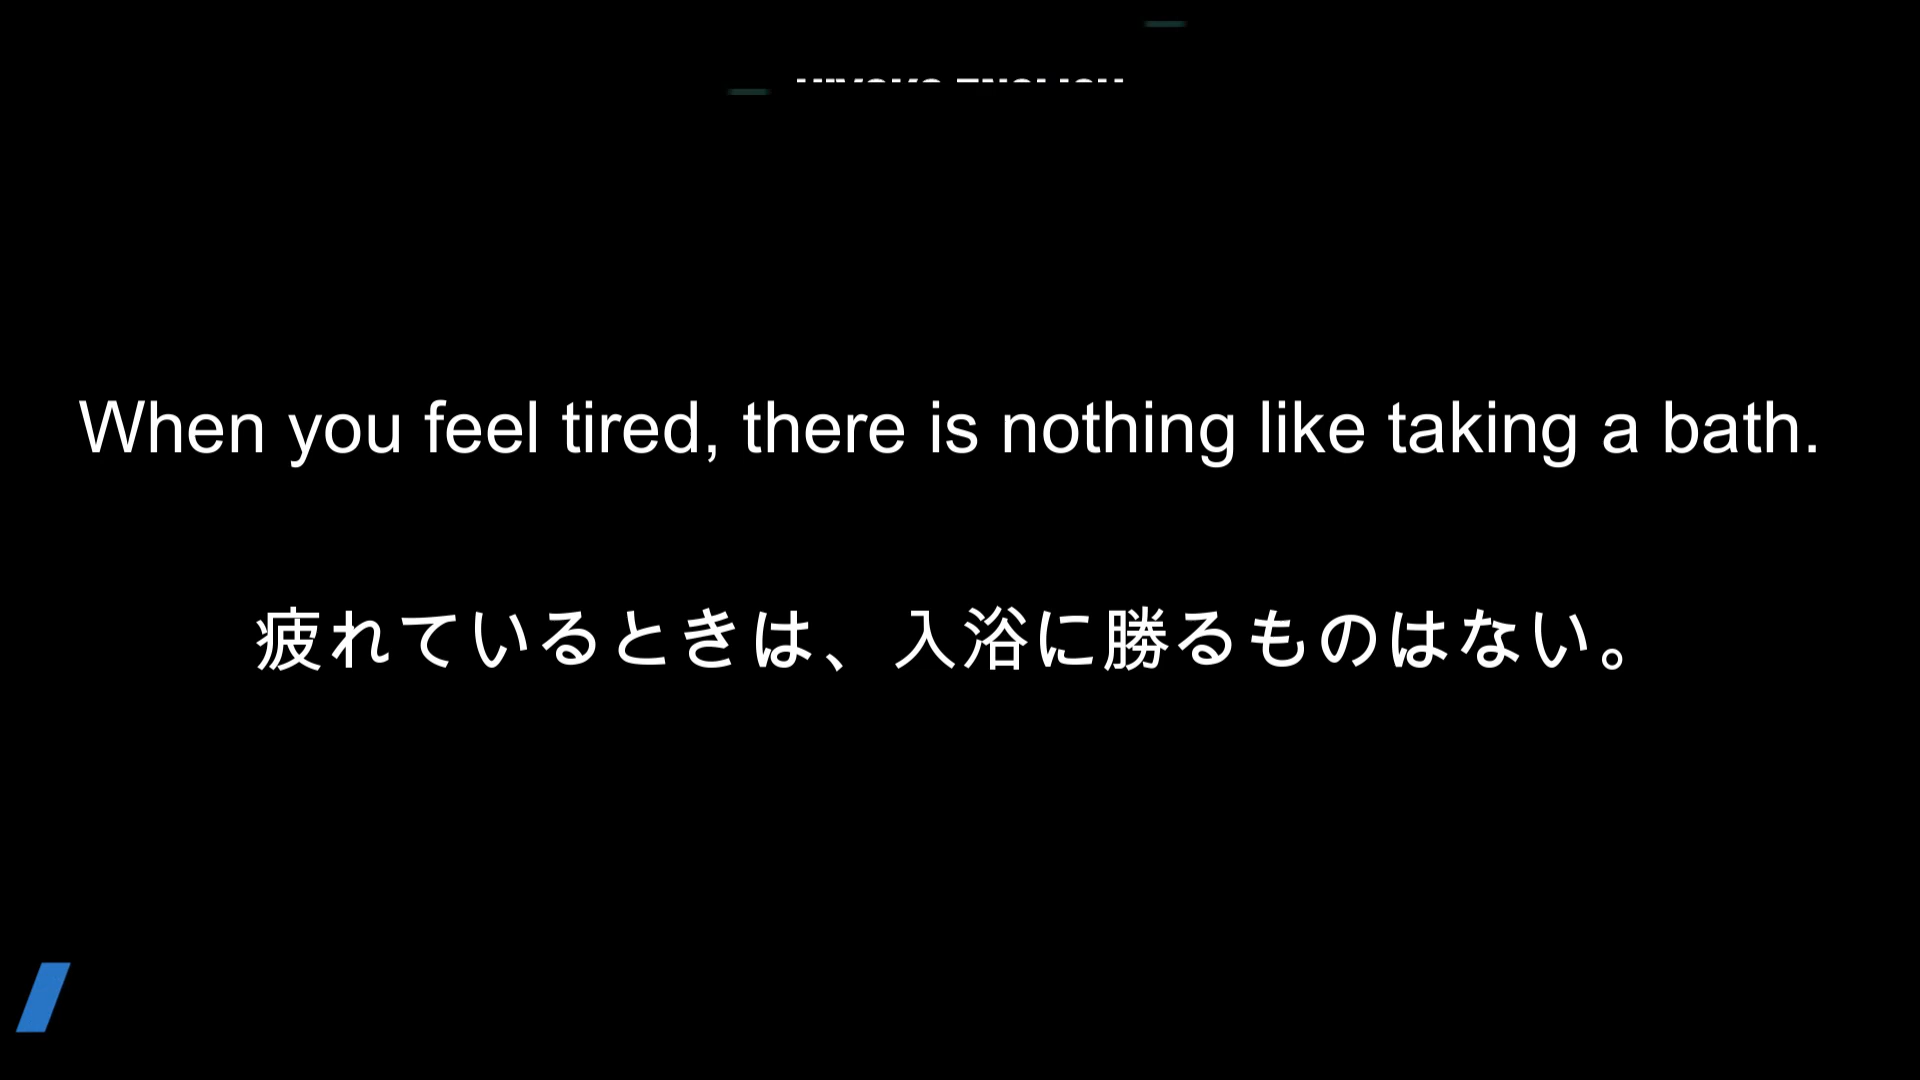 When you feel tired, there is nothing like taking a bath.
疲れているときは、入浴に勝るものはない。